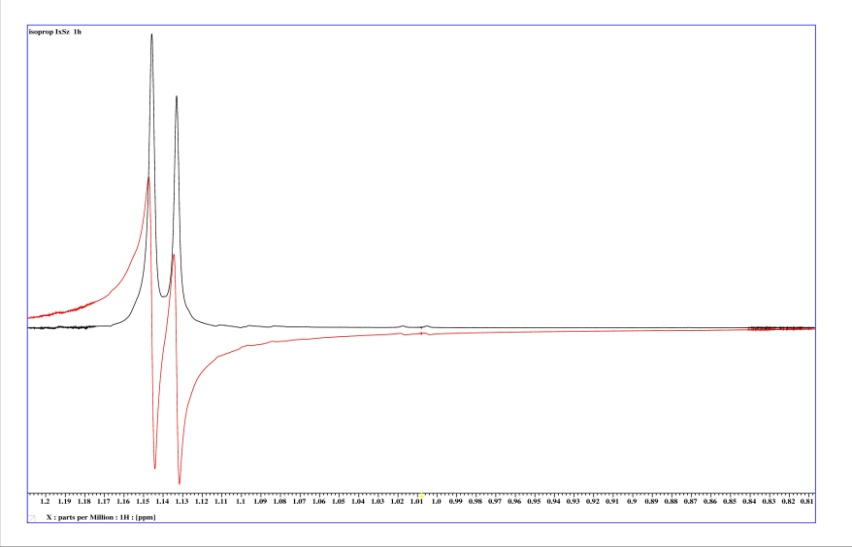 isoprop IxSz 1h
1.2 1.19 1.18 1.17 1.16 1.15 1.14 1.13 1.12 1.11 1.1 1.09 1.08 1.07 1.06 1.05 1.04 1.03 1.02 1.01 1.0 0.99 0.98 0.97 0.96 0.95 0.94 0.93 0.92 0.91 0.9 0.89 0.88 0.87 0.86 0.85 0.84 0.83 0.82 0.81
X : parts per Million : 1H : [ppm]